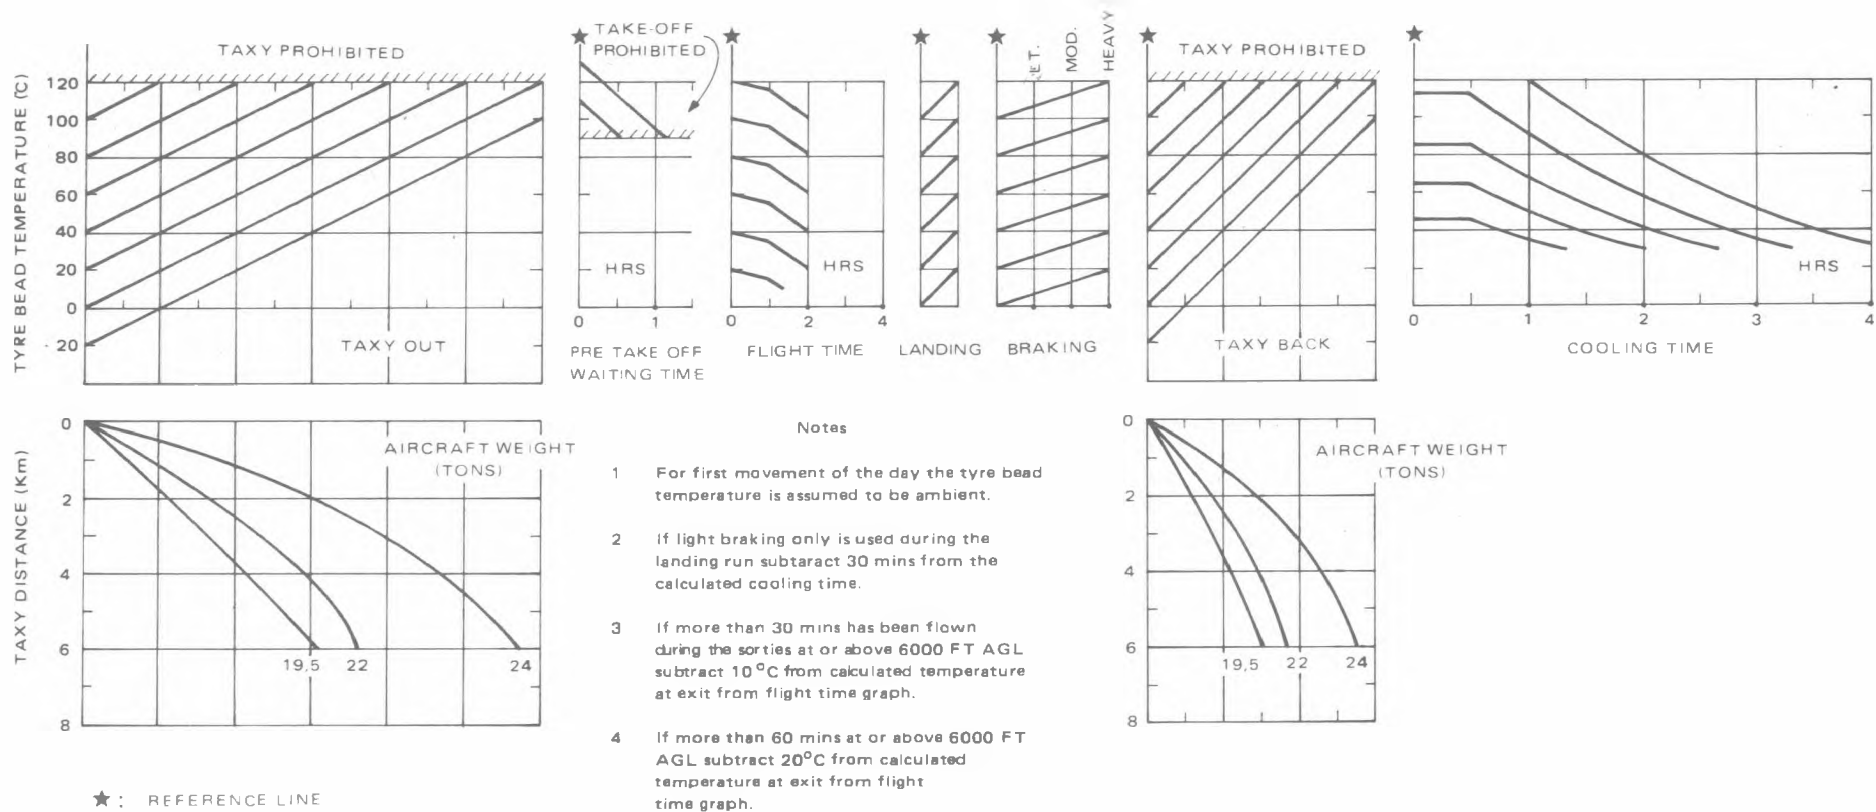 TAXY PROHIBITED
★ TAKE-OFF
PROHIBITED
★
★
★
ET.
MOD.
HEAVY
★
TAXY PROHIBITED
★
TYRE BEAD TEMPERATURE (C)
120
100
80
60
40
20
0
- 20
TAXY OUT
HRS
0 1
PRE TAKE OFF
WAITING TIME
HRS
0 2 4
FLIGHT TIME
LANDING
BRAKING
TAXY BACK
HRS
0 1 2 3 4
COOLING TIME
TAXY DISTANCE (Km)
0
2
4
6
8
AIRCRAFT WEIGHT
(TONS)
19,5 22 24
Notes
1 For first movement of the day the tyre bead
temperature is assumed to be ambient.
2 If light braking only is used during the
landing run subtaract 30 mins from the
calculated cooling time.
3 If more than 30 mins has been flown
during the sorties at or above 6000 FT AGL
subtract 10°C from calculated temperature
at exit from flight time graph.
4 If more than 60 mins at or above 6000 FT
AGL subtract 20°C from calculated
temperature at exit from flight
time graph.
0
2
4
6
8
AIRCRAFT WEIGHT
(TONS)
19,5 22 24
★ : REFERENCE LINE